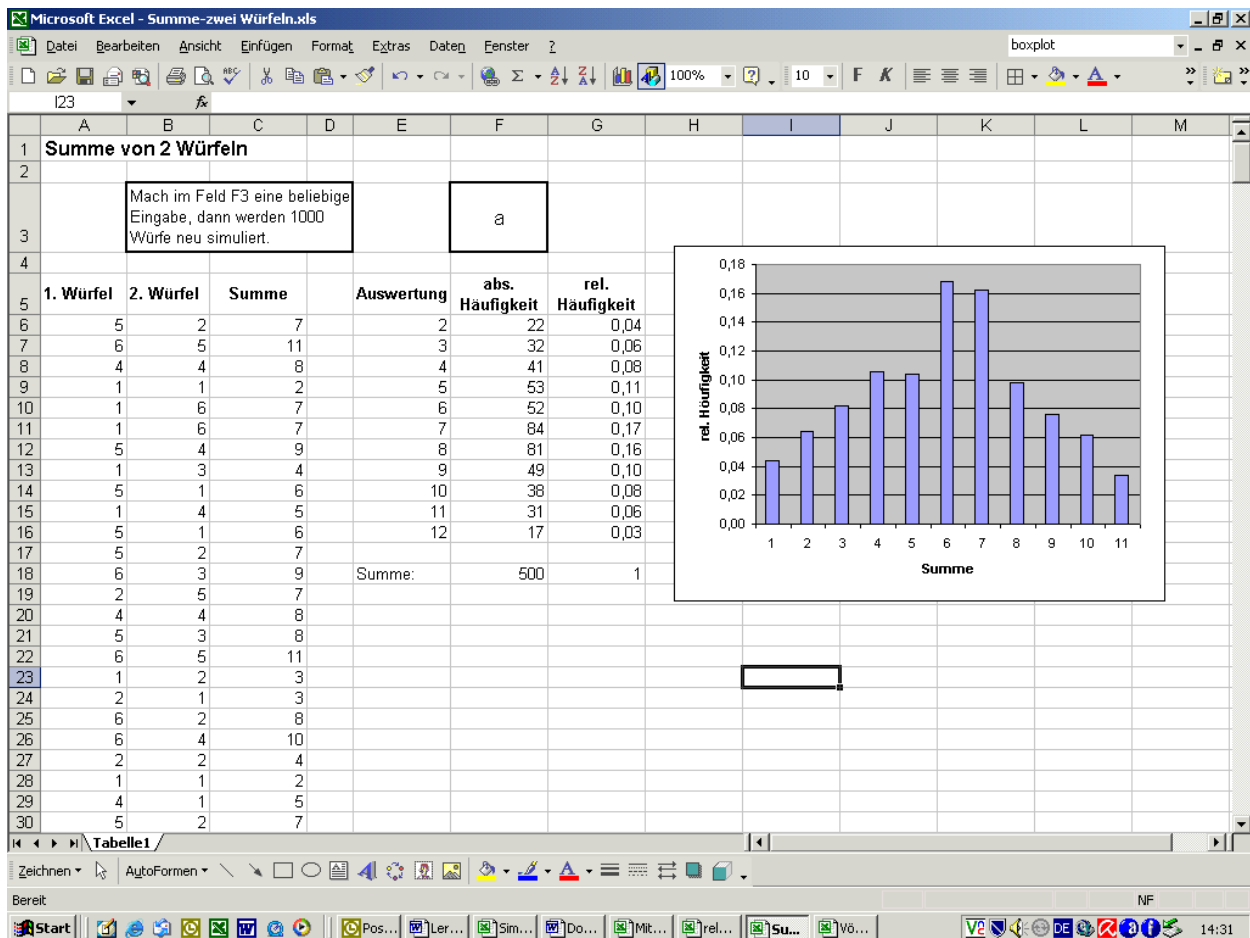 Microsoft Excel - Summe-zwei Würfeln.xls
Datei Bearbeiten Ansicht Einfügen Format Extras Daten Fenster ? boxplot
100% 10 F K
I23 fx
A B C D E F G H I J K L M
1 Summe von 2 Würfeln
2
Mach im Feld F3 eine beliebige
Eingabe, dann werden 1000 a
3 Würfe neu simuliert.
4
5 1. Würfel 2. Würfel Summe Auswertung abs. Häufigkeit rel. Häufigkeit
6 5 2 7 2 22 0,04
7 6 5 11 3 32 0,06
8 4 4 8 4 41 0,08
9 1 1 2 5 53 0,11
10 1 6 7 6 52 0,10
11 1 6 7 7 84 0,17
12 5 4 9 8 81 0,16
13 1 3 4 9 49 0,10
14 5 1 6 10 38 0,08
15 1 4 5 11 31 0,06
16 5 1 6 12 17 0,03
17 5 2 7
18 6 3 9 Summe: 500 1
19 2 5 7
20 4 4 8
21 5 3 8
22 6 5 11
23 1 2 3
24 2 1 3
25 6 2 8
26 6 4 10
27 2 2 4
28 1 1 2
29 4 1 5
30 5 2 7
0,18
0,16
0,14
0,12
0,10
0,08
0,06
0,04
0,02
0,00
rel. Höufigkeit
1 2 3 4 5 6 7 8 9 10 11
Summe
Tabelle1
Zeichnen AutoFormen
Bereit NF
Start Pos... Ler... Sim... Do... Mit... rel... Su... Vö... DE 14:31